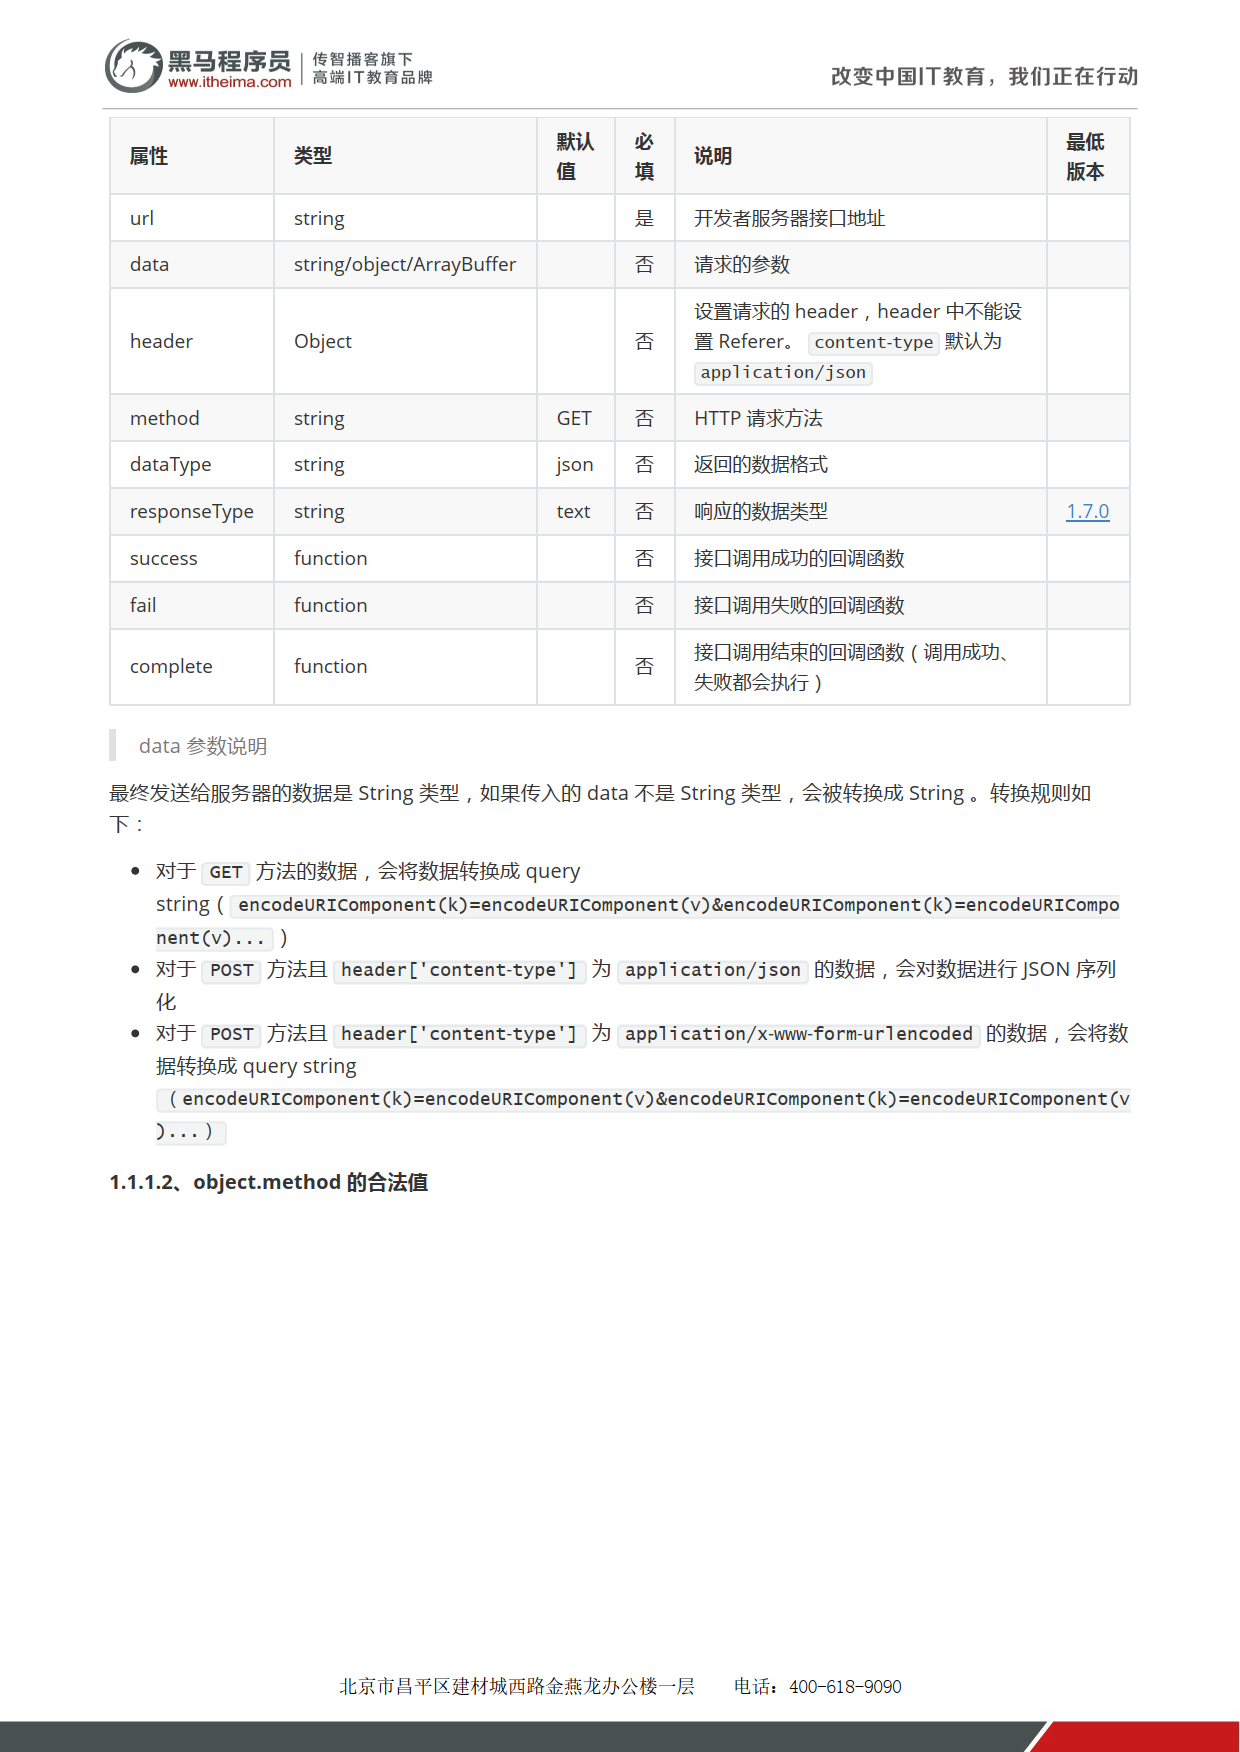 黑马程序员
www.itheima.com
传智播客旗下
高端IT教育品牌
改变中国IT教育，我们正在行动
属性 类型 默认值 必填 说明 最低版本
url string 是 开发者服务器接口地址
data string/object/ArrayBuffer 否 请求的参数
header Object 否 设置请求的 header，header 中不能设
置 Referer。 content-type 默认为
application/json
method string GET 否 HTTP 请求方法
dataType string json 否 返回的数据格式
responseType string text 否 响应的数据类型 1.7.0
success function 否 接口调用成功的回调函数
fail function 否 接口调用失败的回调函数
complete function 否 接口调用结束的回调函数（调用成功、
失败都会执行）
data 参数说明
最终发送给服务器的数据是 String 类型，如果传入的 data 不是 String 类型，会被转换成 String 。转换规则如
下：
• 对于 GET 方法的数据，会将数据转换成 query
string（ encodeURIComponent(k)=encodeURIComponent(v)&encodeURIComponent(k)=encodeURICompo
nent(v)... ）
• 对于 POST 方法且 header['content-type'] 为 application/json 的数据，会对数据进行 JSON 序列
化
• 对于 POST 方法且 header['content-type'] 为 application/x-www-form-urlencoded 的数据，会将数
据转换成 query string
（encodeURIComponent(k)=encodeURIComponent(v)&encodeURIComponent(k)=encodeURIComponent(v
)...）
1.1.1.2、object.method 的合法值
北京市昌平区建材城西路金燕龙办公楼一层 电话：400-618-9090